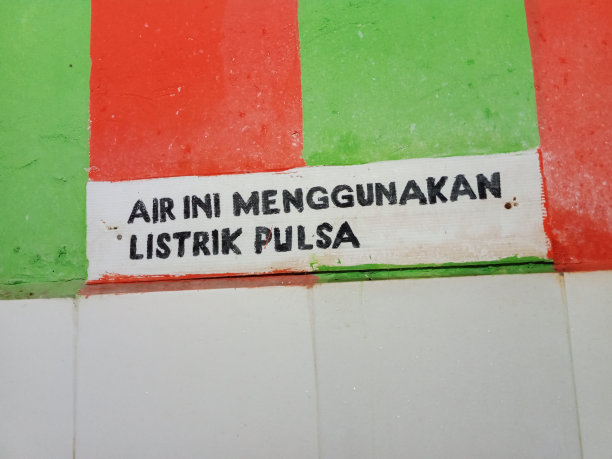 AIR INI MENGGUNAKAN
LISTRIK PULSA